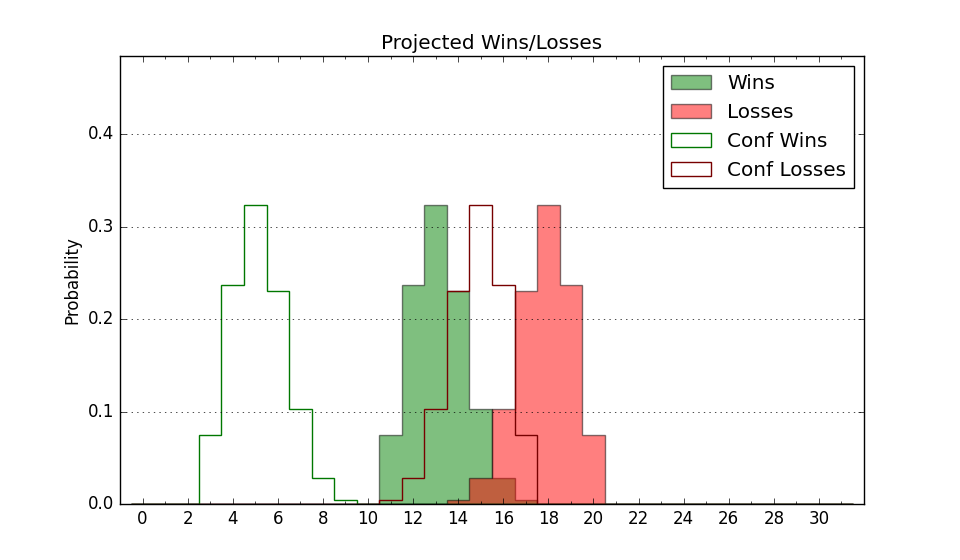 Projected Wins/Losses
Wins
Losses
Conf Wins
Conf Losses
Probability
0.4
0.3
0.2
0.1
0.0
0 2 4 6 8 10 12 14 16 18 20 22 24 26 28 30